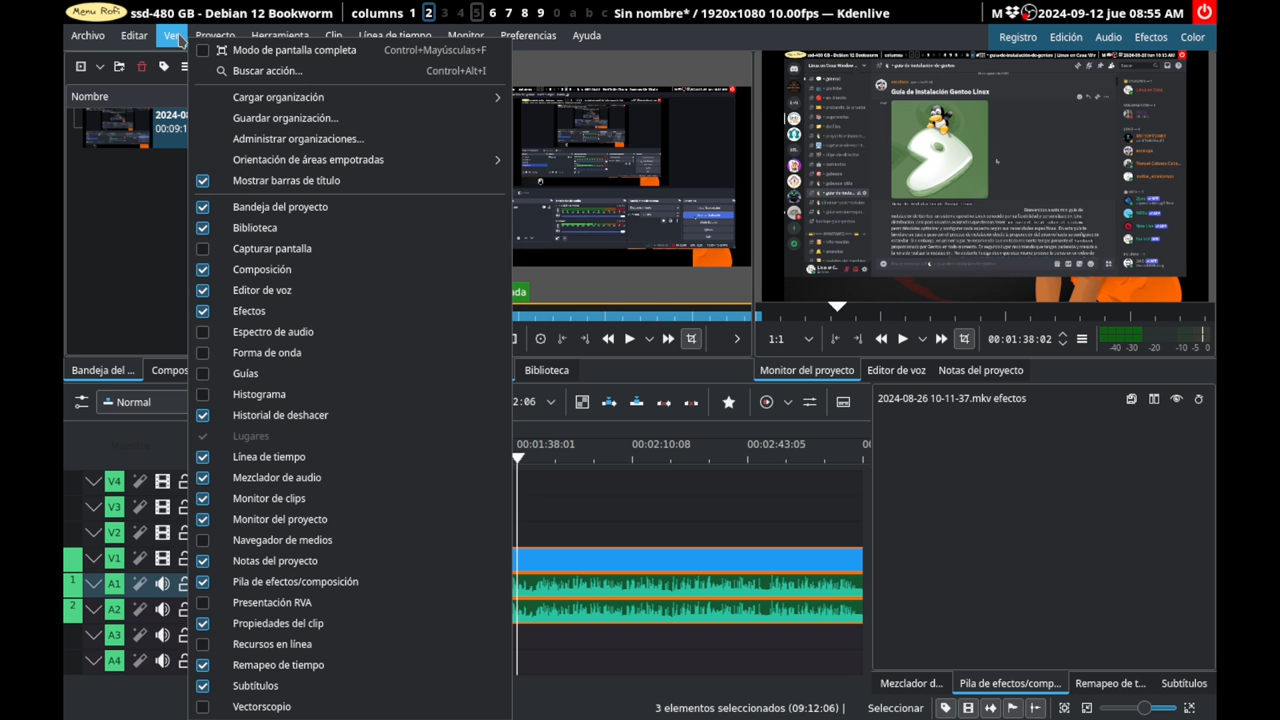 Menu Rofi ssd-480 GB - Debian 12 Bookworm columns 1 2 3 4 5 6 7 8 9 0 a b c Sin nombre* / 1920x1080 10.00fps — Kdenlive M 2024-09-12 jue 08:55 AM
Archivo Editar Ver Proyecto Herramienta Clip Línea de tiempo Monitor Preferencias Ayuda Registro Edición Audio Efectos Color
Modo de pantalla completa Control+Mayúsculas+F
Buscar acción... Control+Alt+I
Nombre
Cargar organización
Guardar organización...
Administrar organizaciones...
Orientación de áreas emporadas
Mostrar barras de título
Bandeja del proyecto
Biblioteca
Capturar pantalla
Composición
Editor de voz
Efectos
Espectro de audio
Forma de onda
Guías
Histograma
Historial de deshacer
Lugares
Línea de tiempo
Mezclador de audio
Monitor de clips
Monitor del proyecto
Navegador de medios
Notas del proyecto
Pila de efectos/composición
Presentación RVA
Propiedades del clip
Recursos en línea
Remapeo de tiempo
Subtítulos
Vectorscopio
2024-08
00:09:1
Guía de Instalación Gentoo Linux
ada
1:1 00:01:38:02 -40 -30 -20 -10 -5 0
Bandeja del ... Compos Biblioteca Monitor del proyecto Editor de voz Notas del proyecto
Normal 2:06 2024-08-26 10-11-37.mkv efectos
00:01:38:01 00:02:10:08 00:02:43:05 00
V4
V3
V2
V1
1 A1
2 A2
A3
A4
Mezclador d... Pila de efectos/comp... Remapeo de t... Subtítulos
3 elementos seleccionados (09:12:06) | Seleccionar